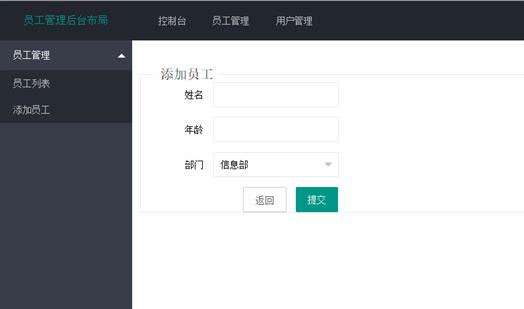 员工管理后台布局 控制台 员工管理 用户管理
员工管理
员工列表
添加员工
添加员工
姓名
年龄
部门 信息部
返回 提交